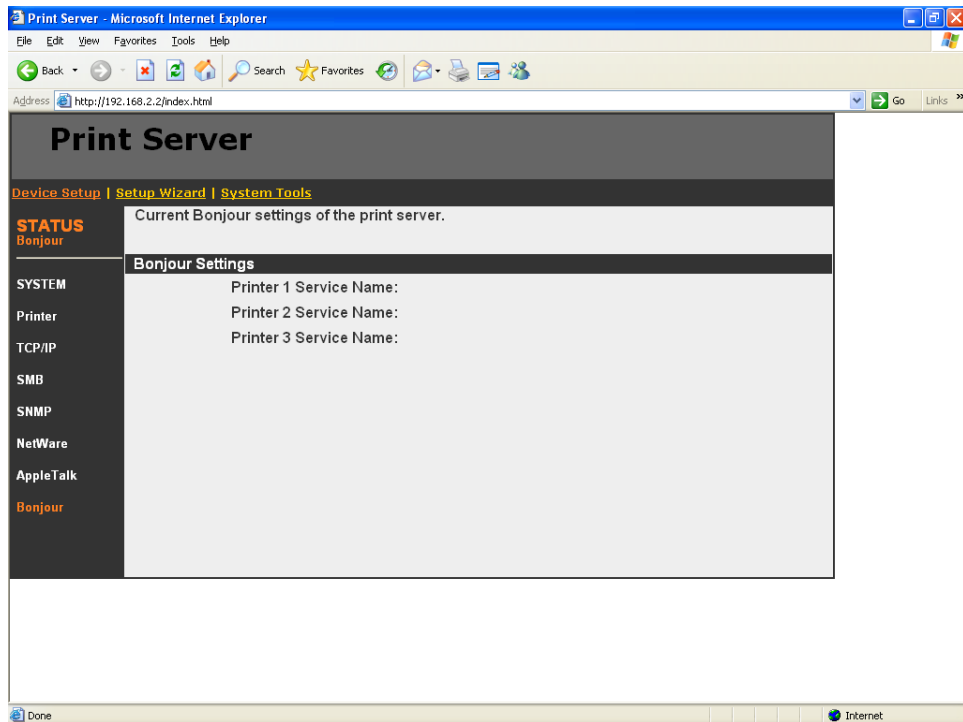 Print Server - Microsoft Internet Explorer
File Edit View Favorites Tools Help
Back Search Favorites
Address http://192.168.2.2/index.html Go Links »
Print Server
Device Setup | Setup Wizard | System Tools
STATUS
Bonjour
Current Bonjour settings of the print server.
Bonjour Settings
Printer 1 Service Name:
Printer 2 Service Name:
Printer 3 Service Name:
SYSTEM
Printer
TCP/IP
SMB
SNMP
NetWare
AppleTalk
Bonjour
Done Internet